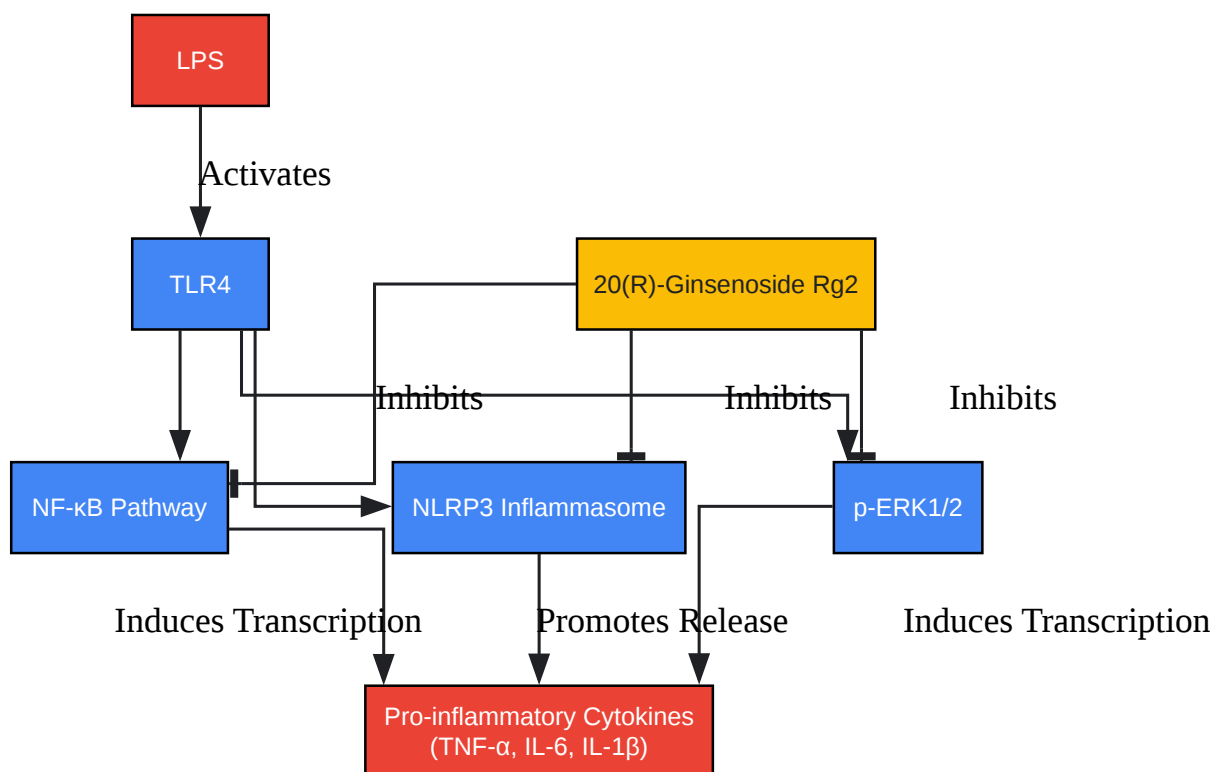 LPS
Activates
TLR4
20(R)-Ginsenoside Rg2
Inhibits
Inhibits
Inhibits
NF-κB Pathway
NLRP3 Inflammasome
p-ERK1/2
Induces Transcription
Promotes Release
Induces Transcription
Pro-inflammatory Cytokines
(TNF-α, IL-6, IL-1β)